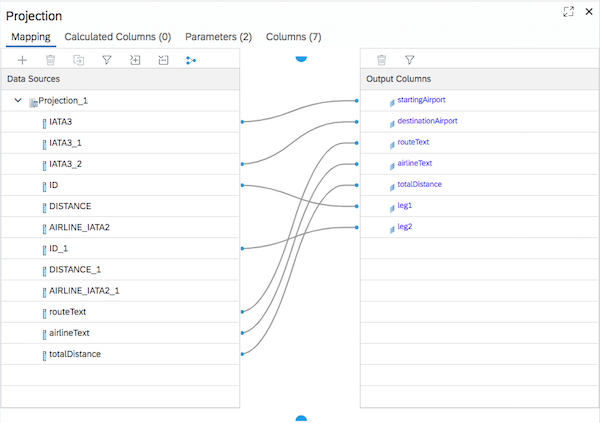 Projection
Mapping Calculated Columns (0) Parameters (2) Columns (7)
Data Sources
Projection_1
IATA3
IATA3_1
IATA3_2
ID
DISTANCE
AIRLINE_IATA2
ID_1
DISTANCE_1
AIRLINE_IATA2_1
routeText
airlineText
totalDistance
Output Columns
startingAirport
destinationAirport
routeText
airlineText
totalDistance
leg1
leg2